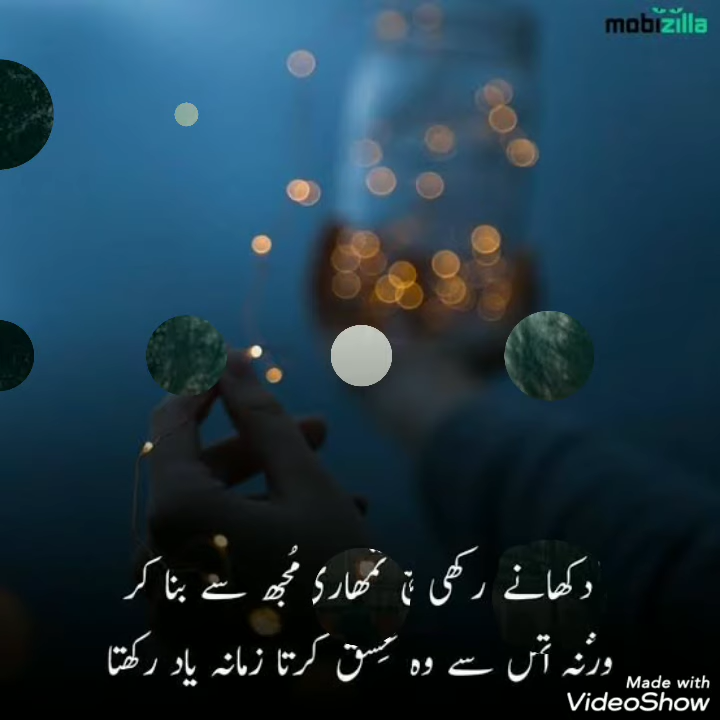 mobizilla
دکھانے رکھی تمھاری مُجھ سے بنا کر
ورنہ سے وہ عشق کرتا زمانہ یاد رکھتا
Made with
VideoShow